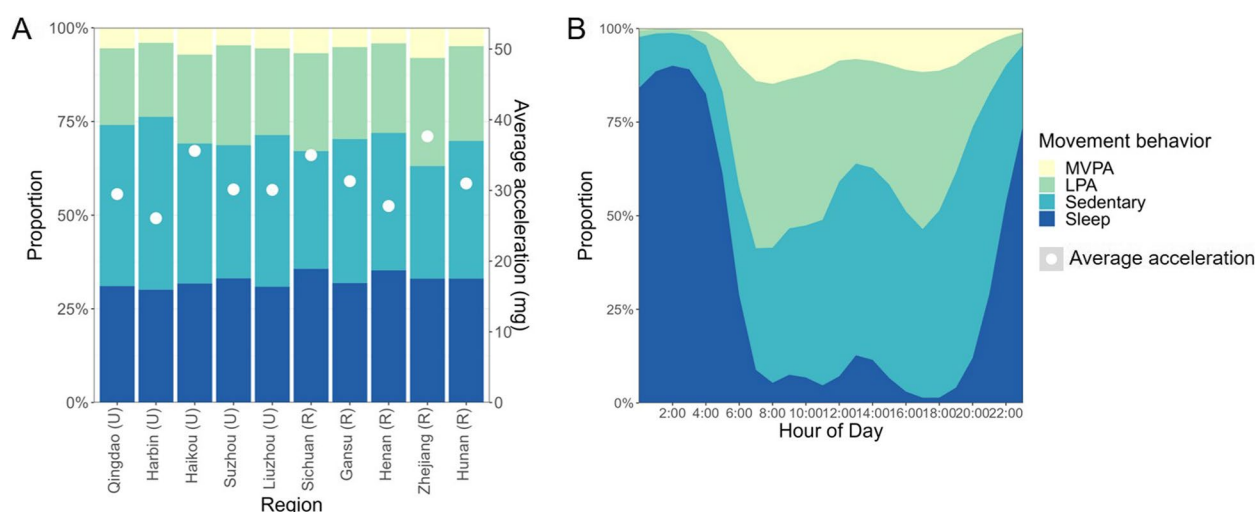 A
100%
75%
50%
25%
0%
Proportion
50
40
30
20
10
0
Average acceleration (mg)
Qingdao (U)
Harbin (U)
Haikou (U)
Suzhou (U)
Liuzhou (U)
Sichuan (R)
Gansu (R)
Henan (R)
Zhejiang (R)
Hunan (R)
Region
B
100%
75%
50%
25%
0%
Proportion
2:00 4:00 6:00 8:00 10:00 12:00 14:00 16:00 18:00 20:00 22:00
Hour of Day
Movement behavior
MVPA
LPA
Sedentary
Sleep
Average acceleration